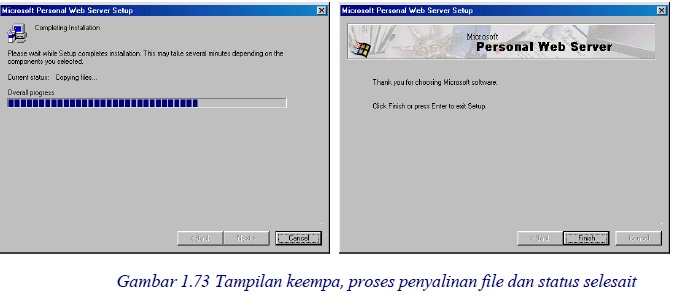 Microsoft Personal Web Server Setup
Completing Installation
Please wait while Setup completes installation. This may take several minutes depending on the
components you selected.
Current status: Copying files...
Overall progress
< Back
Next >
Cancel
Microsoft Personal Web Server Setup
Microsoft
Personal Web Server
Thank you for choosing Microsoft software.
Click Finish or press Enter to exit Setup.
< Back
Finish
Cancel
Gambar 1.73 Tampilan keempa, proses penyalinan file dan status selesait